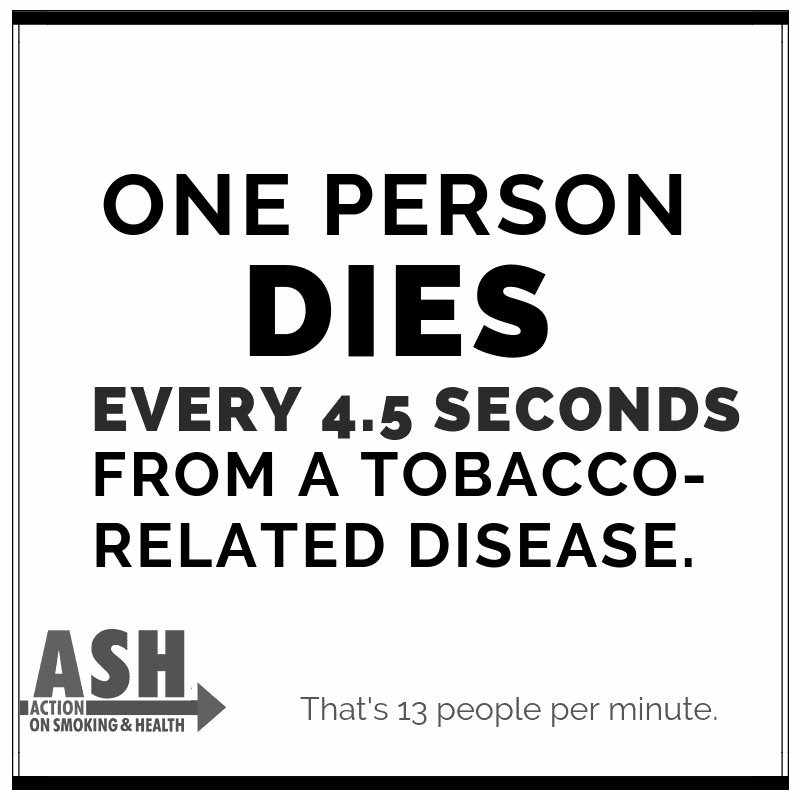 ONE PERSON
DIES
EVERY 4.5 SECONDS
FROM A TOBACCO-
RELATED DISEASE.
ASH
ACTION
ON SMOKING & HEALTH
That's 13 people per minute.